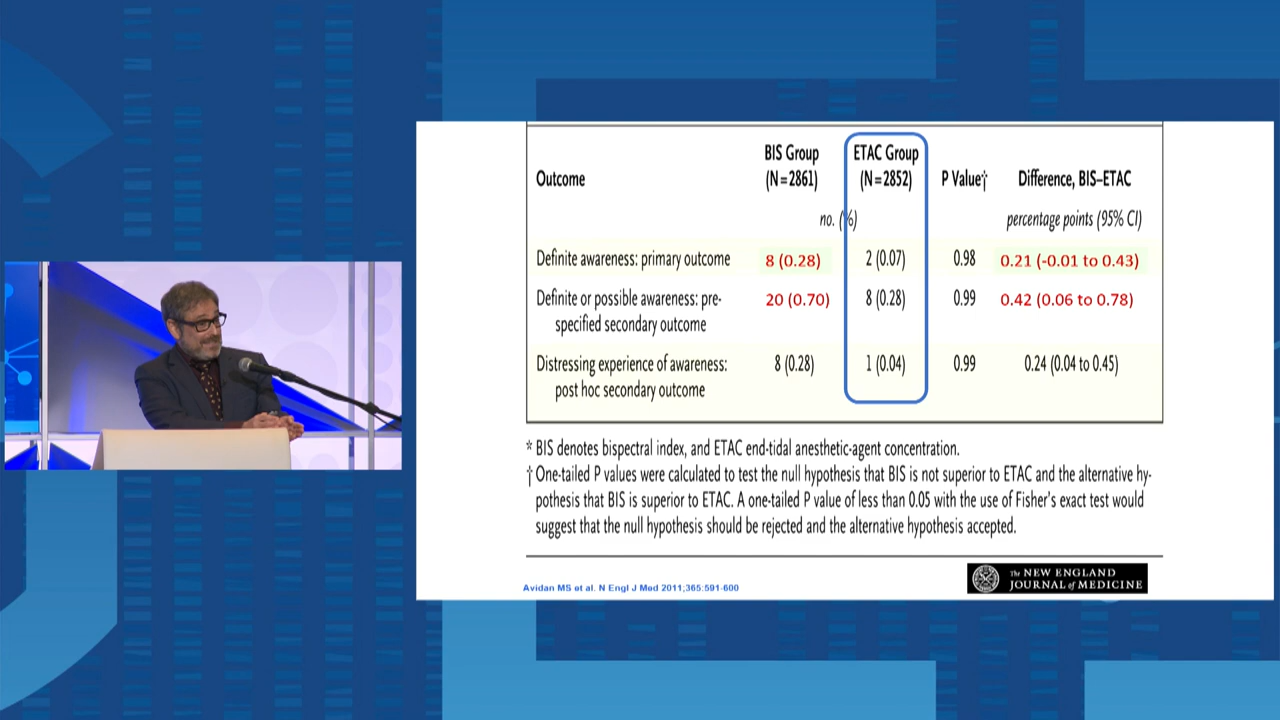 Outcome
BIS Group
(N=2861)
ETAC Group
(N=2852)
P Value†
Difference, BIS–ETAC
no. (%)
percentage points (95% CI)
Definite awareness: primary outcome 8 (0.28) 2 (0.07) 0.98 0.21 (-0.01 to 0.43)
Definite or possible awareness: pre- 20 (0.70) 8 (0.28) 0.99 0.42 (0.06 to 0.78)
specified secondary outcome
Distressing experience of awareness: 8 (0.28) 1 (0.04) 0.99 0.24 (0.04 to 0.45)
post hoc secondary outcome
* BIS denotes bispectral index, and ETAC end-tidal anesthetic-agent concentration.
† One-tailed P values were calculated to test the null hypothesis that BIS is not superior to ETAC and the alternative hy-
pothesis that BIS is superior to ETAC. A one-tailed P value of less than 0.05 with the use of Fisher's exact test would
suggest that the null hypothesis should be rejected and the alternative hypothesis accepted.
Avidan MS et al. N Engl J Med 2011;365:591-600
The NEW ENGLAND
JOURNAL of MEDICINE